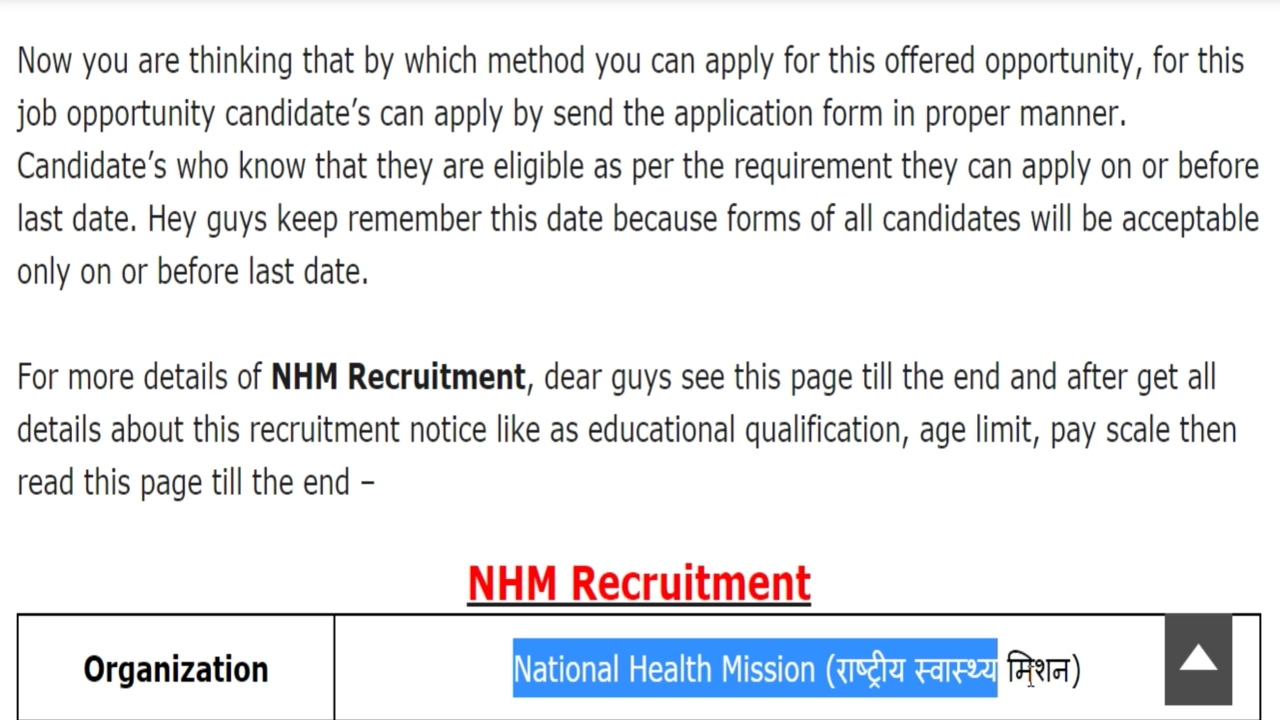 Now you are thinking that by which method you can apply for this offered opportunity, for this
job opportunity candidate’s can apply by send the application form in proper manner.
Candidate’s who know that they are eligible as per the requirement they can apply on or before
last date. Hey guys keep remember this date because forms of all candidates will be acceptable
only on or before last date.
For more details of NHM Recruitment, dear guys see this page till the end and after get all
details about this recruitment notice like as educational qualification, age limit, pay scale then
read this page till the end –
NHM Recruitment
Organization National Health Mission (राष्ट्रीय स्वास्थ्य मिशन)